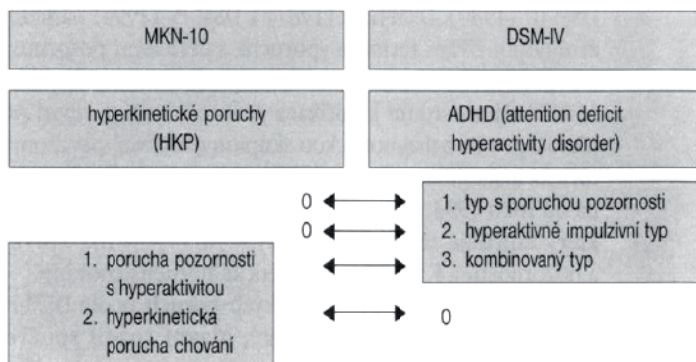 MKN-10
DSM-IV
hyperkinetické poruchy
(HKP)
ADHD (attention deficit
hyperactivity disorder)
0
0
1. typ s poruchou pozornosti
2. hyperaktivně impulzivní typ
3. kombinovaný typ
1. porucha pozornosti
s hyperaktivitou
2. hyperkinetická
porucha chování
0